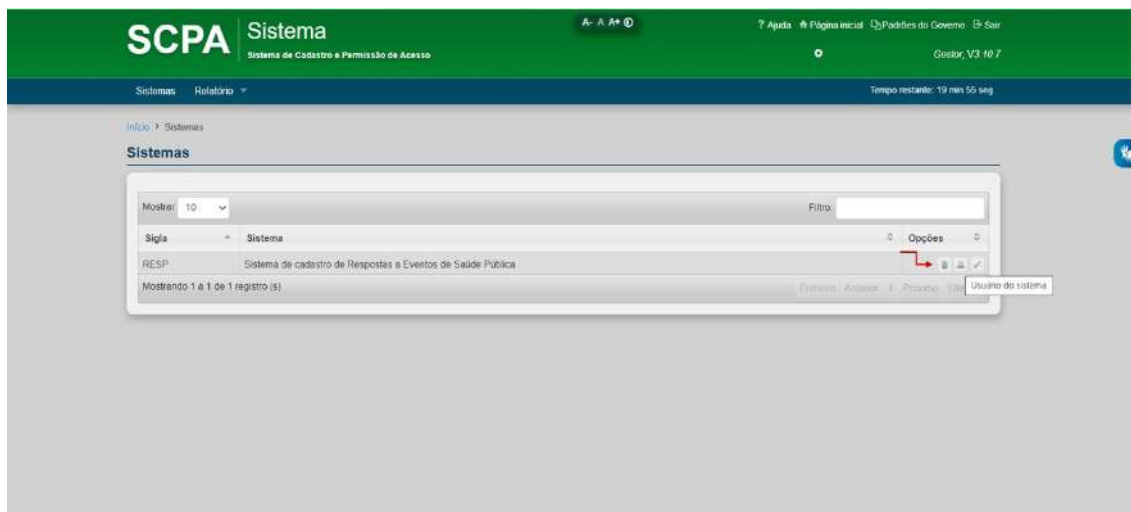 SCPA
Sistema
Sistema de Cadastro e Permissão de Acesso
A- A A+
? Ajuda Página inicial Padrões do Governo Sair
Gestor, V3.10.7
Sistemas Relatório
Tempo restante: 19 min 55 seg
Início > Sistemas
Sistemas
Mostrar 10 Filtro:
Sigla Sistema Opções
RESP Sistema de cadastro de Respostas a Eventos de Saúde Pública
Mostrando 1 a 1 de 1 registro (s) Primeiro Anterior 1 Próximo
Usuário do sistema